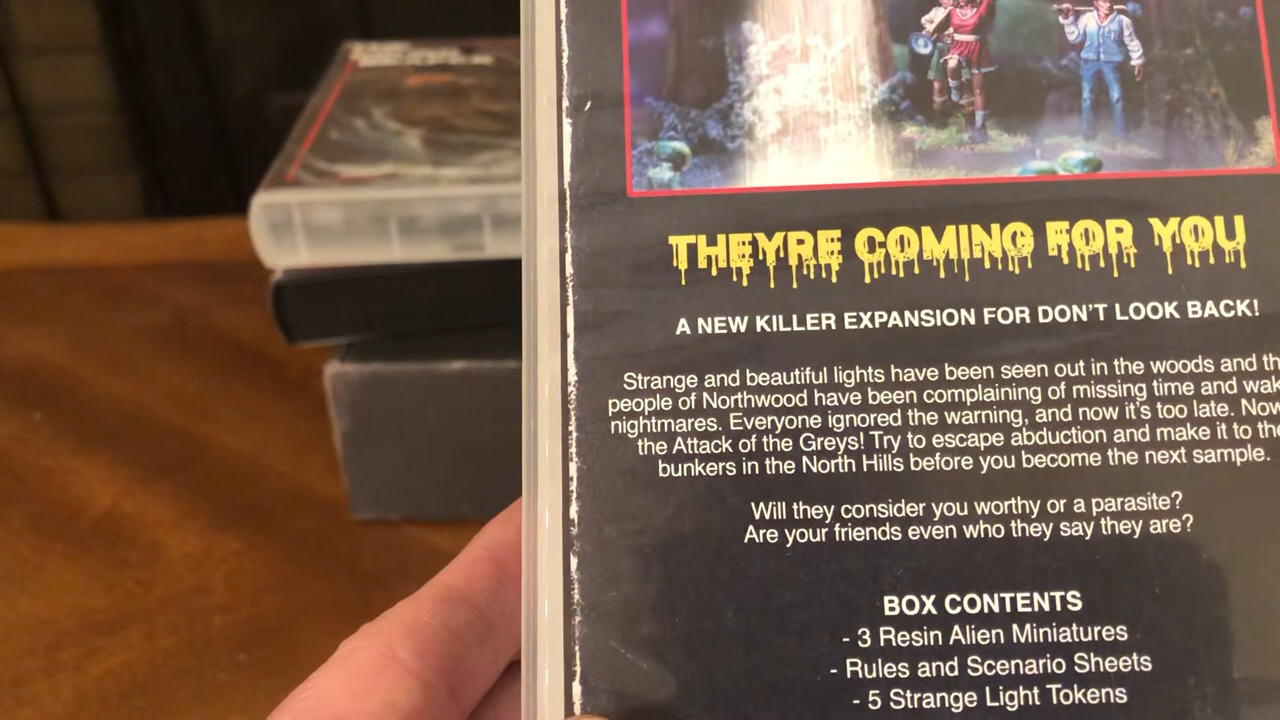 THEYRE COMING FOR YOU
A NEW KILLER EXPANSION FOR DON'T LOOK BACK!
Strange and beautiful lights have been seen out in the woods and th
people of Northwood have been complaining of missing time and wak
nightmares. Everyone ignored the warning, and now it's too late. Now
the Attack of the Greys! Try to escape abduction and make it to the
bunkers in the North Hills before you become the next sample.
Will they consider you worthy or a parasite?
Are your friends even who they say they are?
BOX CONTENTS
- 3 Resin Alien Miniatures
- Rules and Scenario Sheets
- 5 Strange Light Tokens